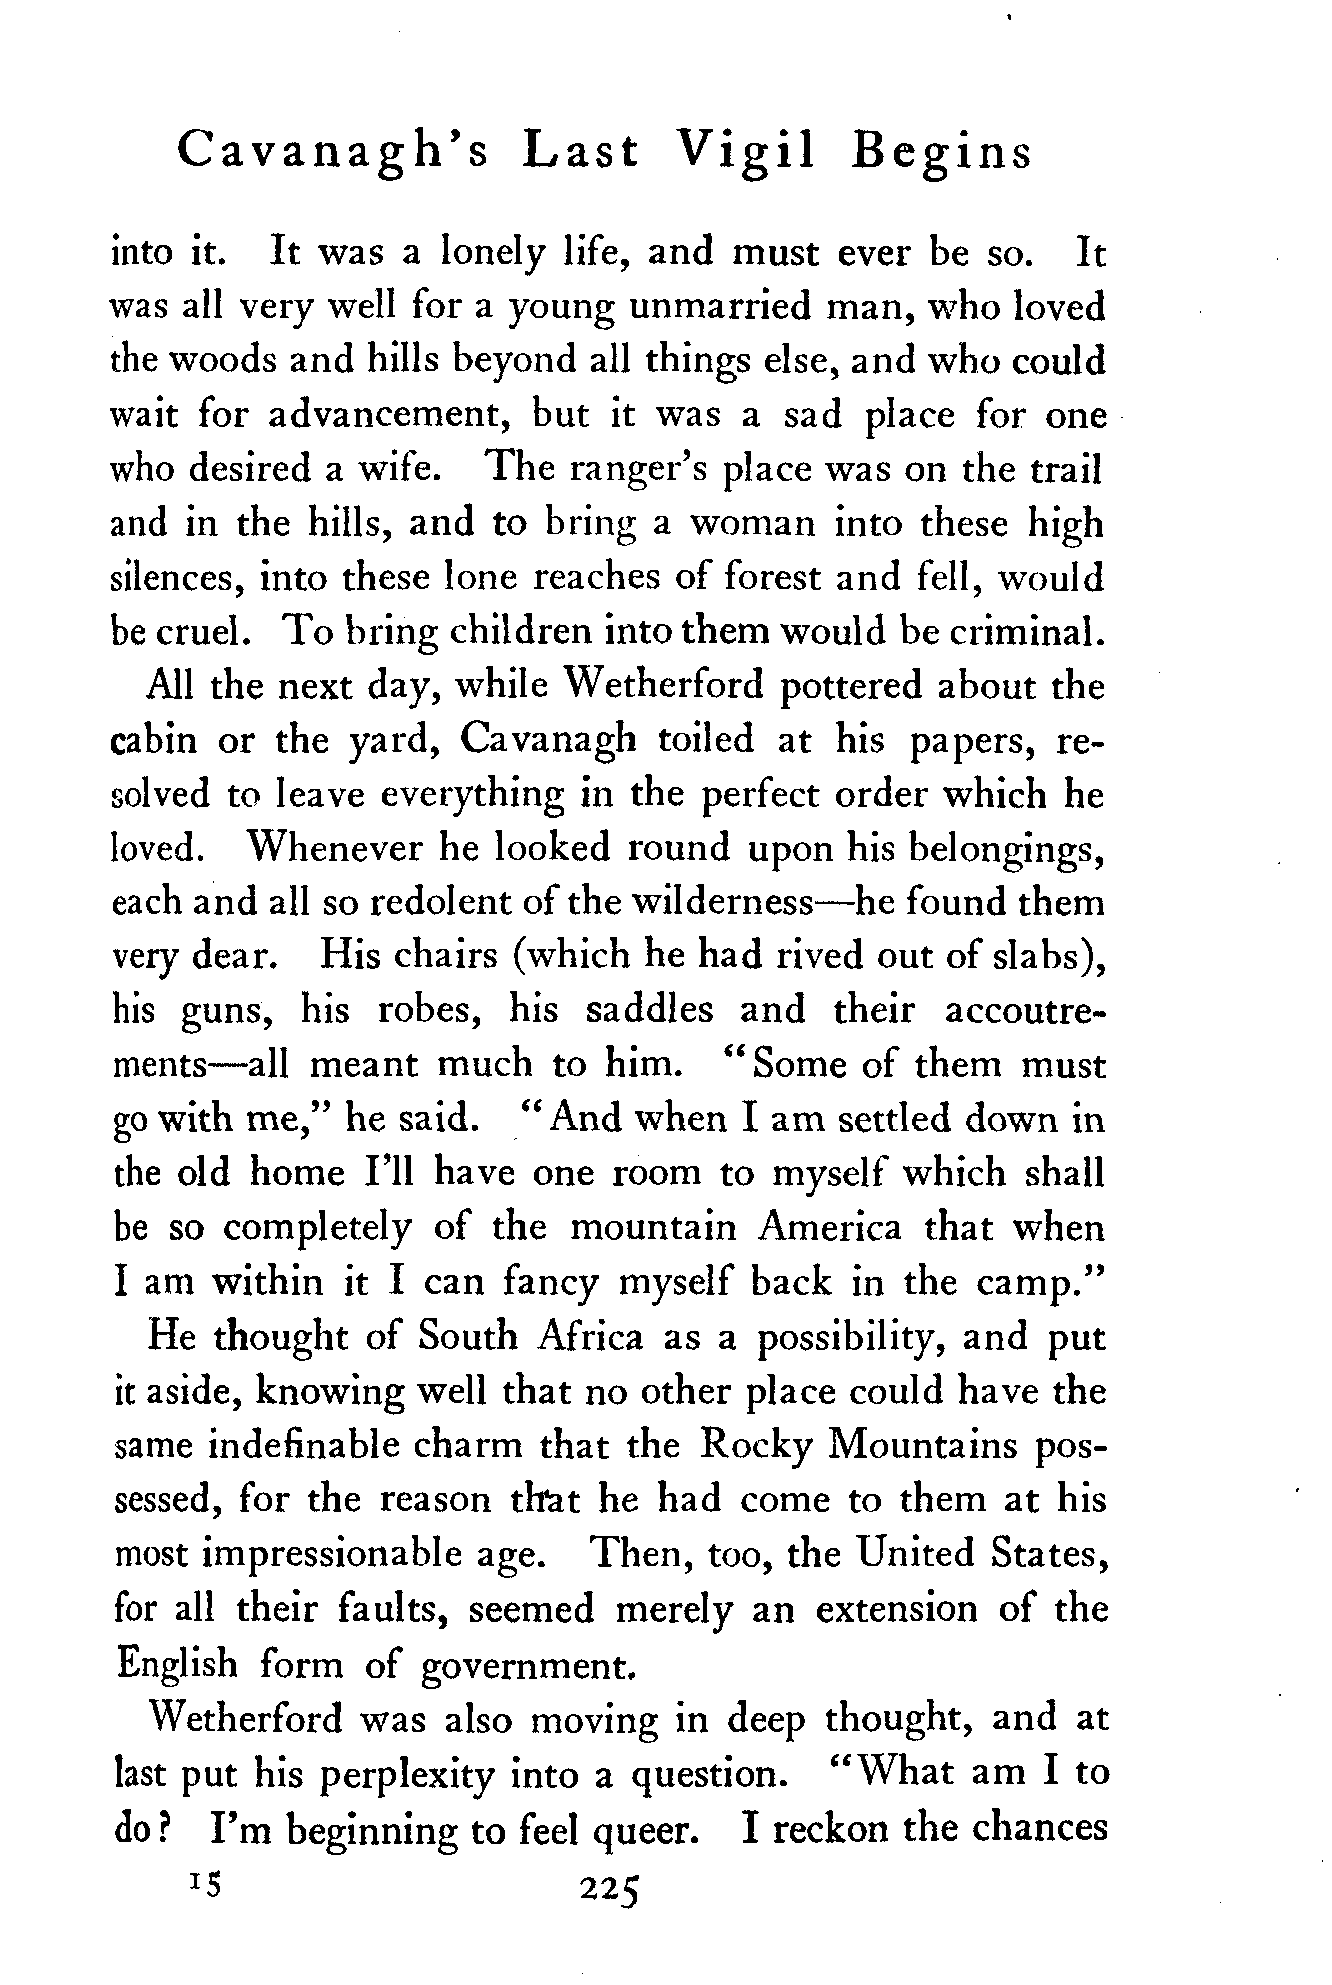 Cavanagh's Last Vigil Begins
into it. It was a lonely life, and must ever be so. It
was all very well for a young unmarried man, who loved
the woods and hills beyond all things else, and who could
wait for advancement, but it was a sad place for one
who desired a wife. The ranger's place was on the trail
and in the hills, and to bring a woman into these high
silences, into these lone reaches of forest and fell, would
be cruel. To bring children into them would be criminal.
All the next day, while Wetherford pottered about the
cabin or the yard, Cavanagh toiled at his papers, re-
solved to leave everything in the perfect order which he
loved. Whenever he looked round upon his belongings,
each and all so redolent of the wilderness—he found them
very dear. His chairs (which he had rived out of slabs),
his guns, his robes, his saddles and their accoutre-
ments—all meant much to him. "Some of them must
go with me," he said. "And when I am settled down in
the old home I'll have one room to myself which shall
be so completely of the mountain America that when
I am within it I can fancy myself back in the camp."
He thought of South Africa as a possibility, and put
it aside, knowing well that no other place could have the
same indefinable charm that the Rocky Mountains pos-
sessed, for the reason that he had come to them at his
most impressionable age. Then, too, the United States,
for all their faults, seemed merely an extension of the
English form of government.
Wetherford was also moving in deep thought, and at
last put his perplexity into a question. "What am I to
do? I'm beginning to feel queer. I reckon the chances
15 225